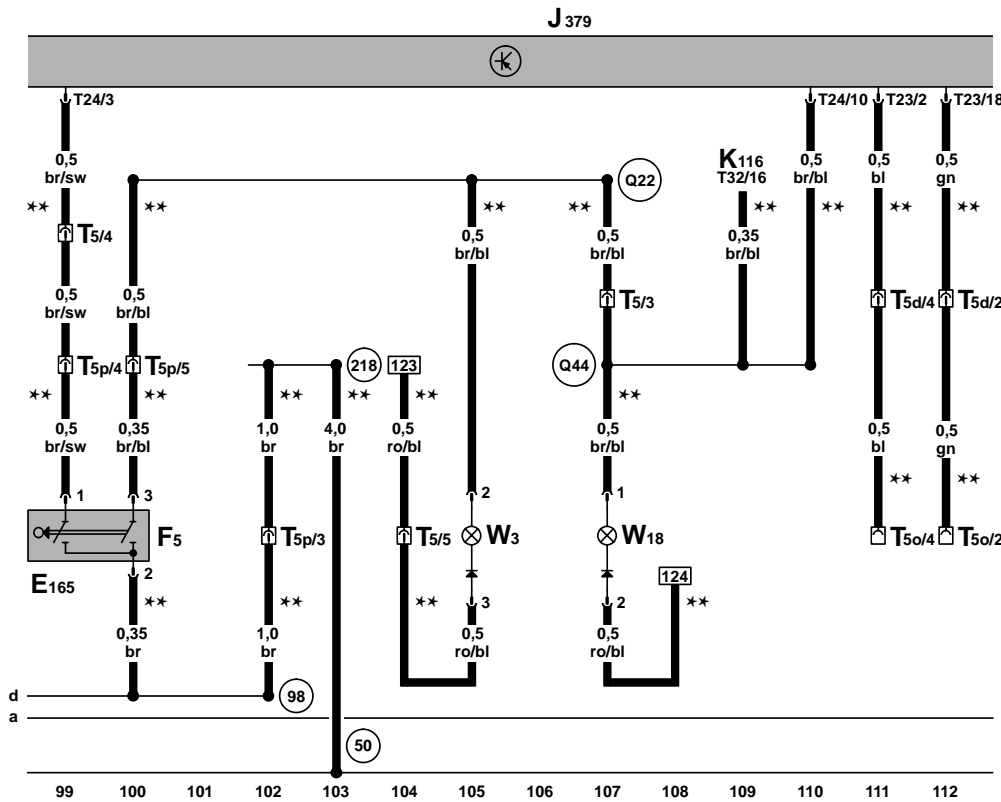 J 379
T24/3 T24/10 T23/2 T23/18
0,5 0,5 0,5 0,5
br/sw br/bl bl gn
K116
T32/16
Q22
** ** ** ** ** ** ** **
T5/4
0,5 0,5 0,35
br/bl br/bl br/bl
0,5 0,5
br/sw br/bl
T5/3 T5d/4 T5d/2
T5p/4 T5p/5 218 123 Q44
** ** ** ** ** **
0,5 0,35 1,0 4,0 0,5 0,5 0,5 0,5
br/sw br/bl br br ro/bl br/bl bl gn
** **
1 3 2 1
F5 T5p/3 T5/5 W3 W18 T5o/4 T5o/2
E165 2 3 2 124
** ** ** **
0,35 1,0 0,5 0,5
br br ro/bl ro/bl
d 98
a
50
99 100 101 102 103 104 105 106 107 108 109 110 111 112